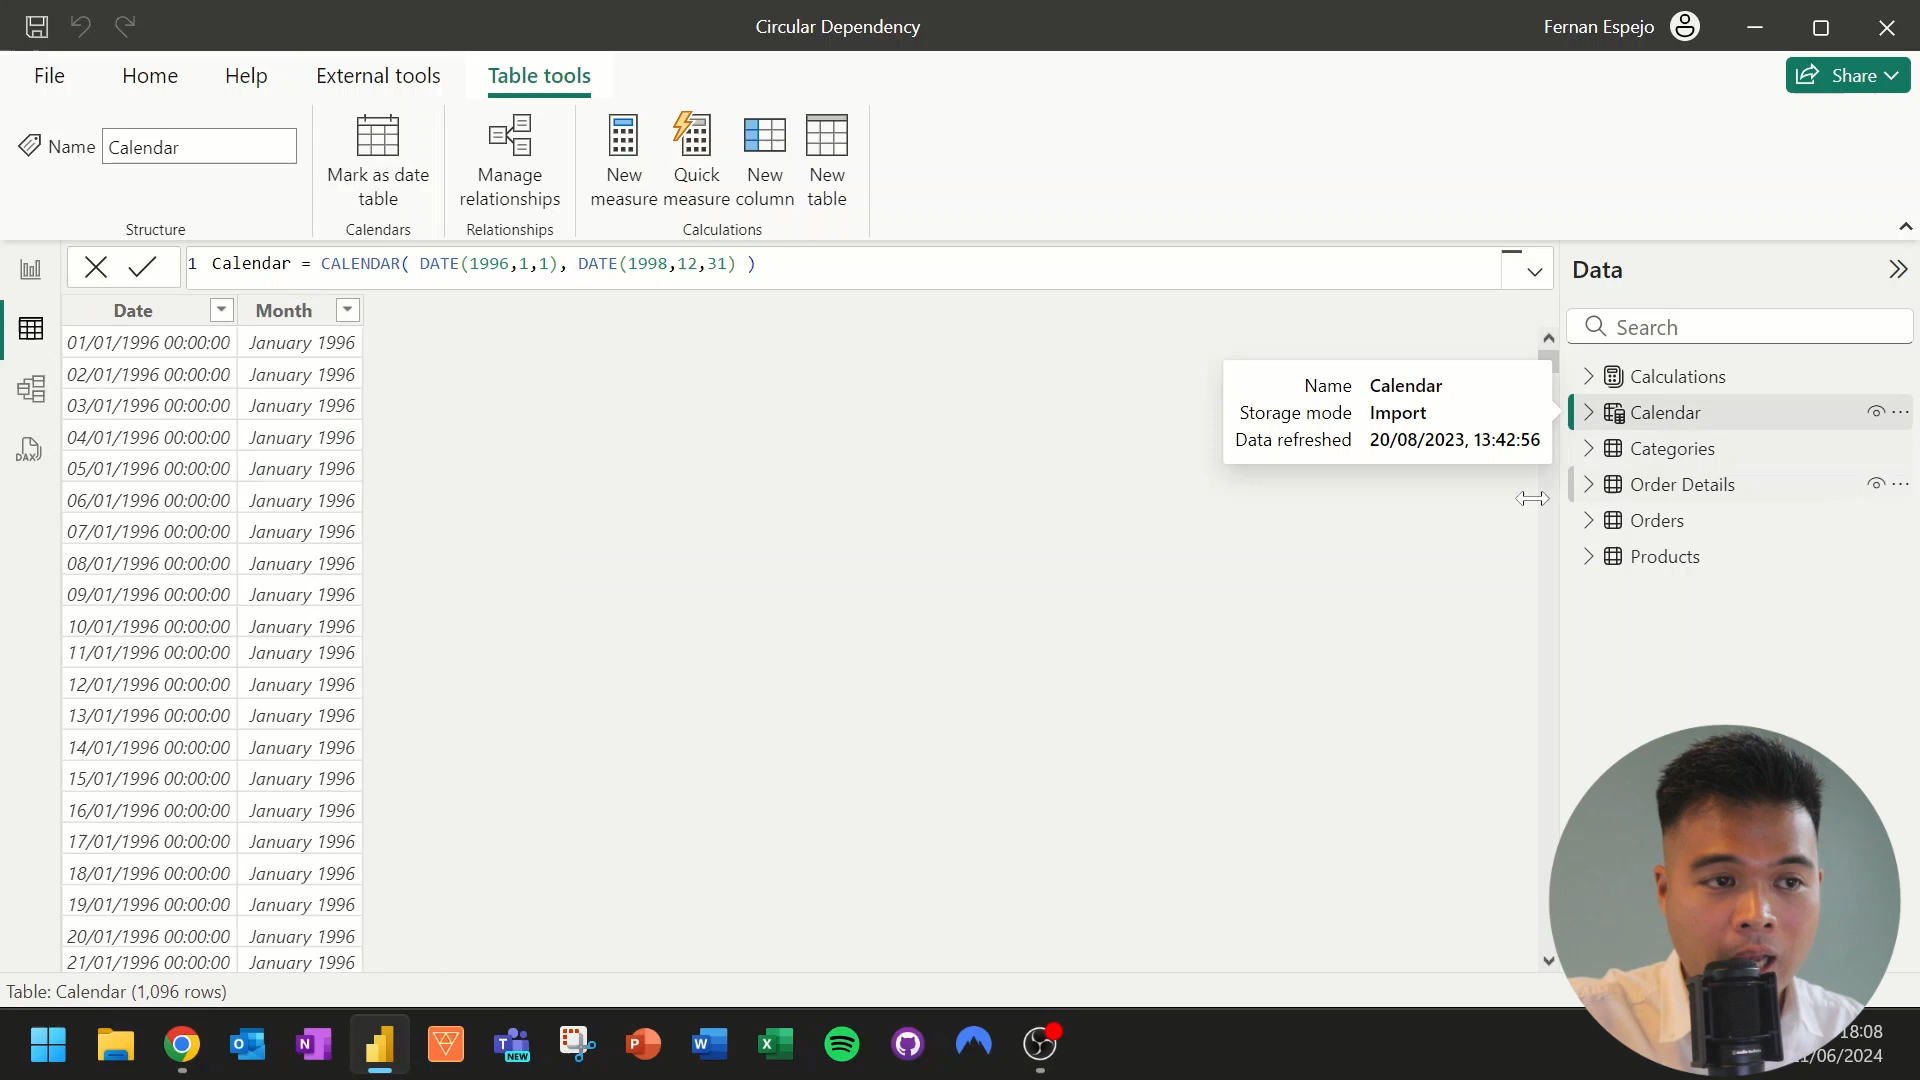 Circular Dependency
Fernan Espejo
File Home Help External tools Table tools
Share
Name Calendar
Mark as date table
Manage relationships
New measure
Quick measure
New column
New table
Structure
Calendars
Relationships
Calculations
1 Calendar = CALENDAR( DATE(1996,1,1), DATE(1998,12,31) )
Data
Search
Date Month
01/01/1996 00:00:00 January 1996
02/01/1996 00:00:00 January 1996
03/01/1996 00:00:00 January 1996
04/01/1996 00:00:00 January 1996
05/01/1996 00:00:00 January 1996
06/01/1996 00:00:00 January 1996
07/01/1996 00:00:00 January 1996
08/01/1996 00:00:00 January 1996
09/01/1996 00:00:00 January 1996
10/01/1996 00:00:00 January 1996
11/01/1996 00:00:00 January 1996
12/01/1996 00:00:00 January 1996
13/01/1996 00:00:00 January 1996
14/01/1996 00:00:00 January 1996
15/01/1996 00:00:00 January 1996
16/01/1996 00:00:00 January 1996
17/01/1996 00:00:00 January 1996
18/01/1996 00:00:00 January 1996
19/01/1996 00:00:00 January 1996
20/01/1996 00:00:00 January 1996
21/01/1996 00:00:00 January 1996
Name Calendar
Storage mode Import
Data refreshed 20/08/2023, 13:42:56
Calculations
Calendar
Categories
Order Details
Orders
Products
DAX
Table: Calendar (1,096 rows)
NEW
18:08
1/06/2024